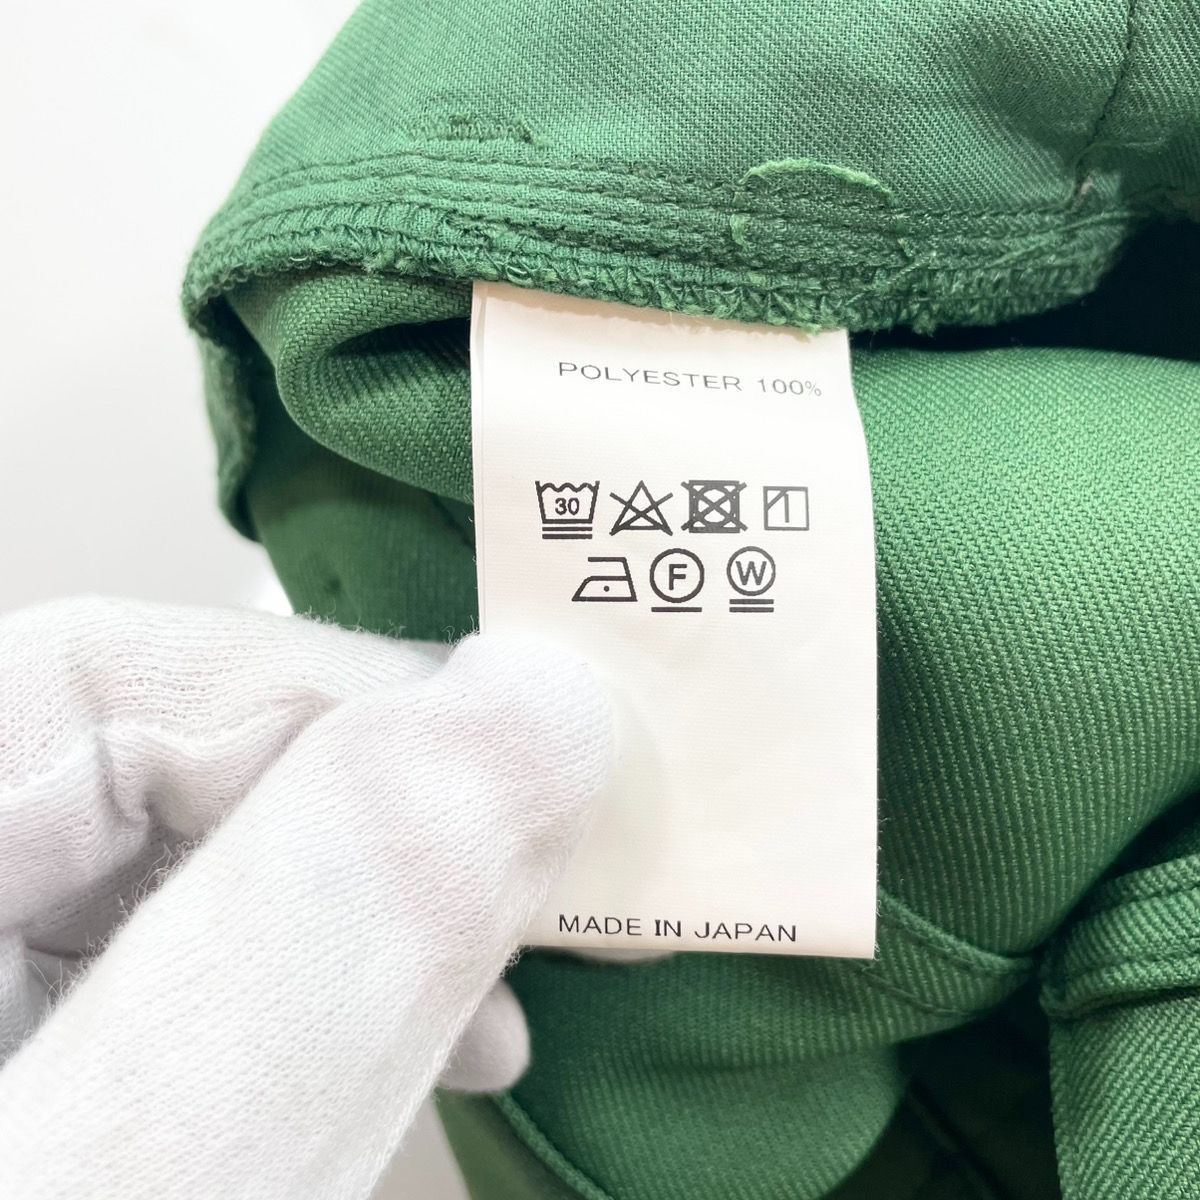 POLYESTER 100%
30
F W
MADE IN JAPAN